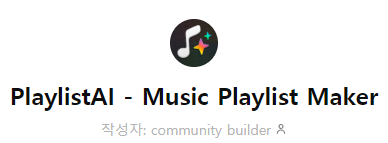 PlaylistAI - Music Playlist Maker
작성자: community builder